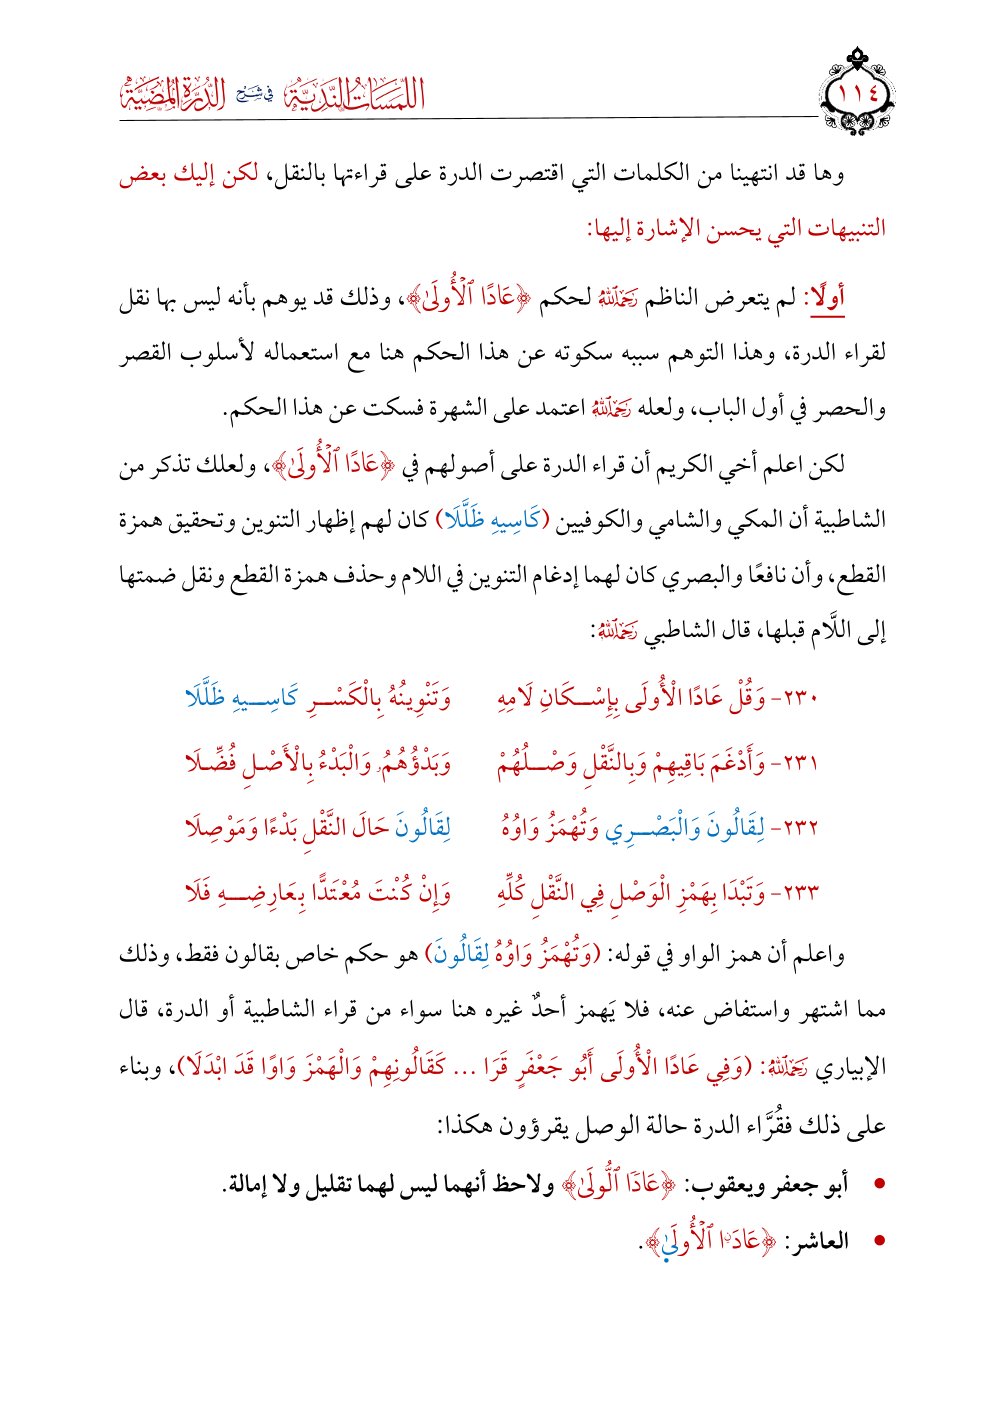 ١١٤
اللمسات الندية في شرح الدرة المضية
وها قد انتهينا من الكلمات التي اقتصرت الدرة على قراءتها بالنقل، لكن إليك بعض
التنبيهات التي يحسن الإشارة إليها:
أولًا: لم يتعرض الناظم رَحِمَهُ اللَّهُ لحكم ﴿عَادًا ٱلۡأُولَىٰ﴾، وذلك قد يوهم بأنه ليس بها نقل
لقراء الدرة، وهذا التوهم سببه سكوته عن هذا الحكم هنا مع استعماله لأسلوب القصر
والحصر في أول الباب، ولعله رَحِمَهُ اللَّهُ اعتمد على الشهرة فسكت عن هذا الحكم.
لكن اعلم أخي الكريم أن قراء الدرة على أصولهم في ﴿عَادًا ٱلۡأُولَىٰ﴾، ولعلك تذكر من
الشاطبية أن المكي والشامي والكوفيين (كَاسِيهِ ظَلَّلَا) كان لهم إظهار التنوين وتحقيق همزة
القطع، وأن نافعًا والبصري كان لهما إدغام التنوين في اللام وحذف همزة القطع ونقل ضمتها
إلى اللَّام قبلها، قال الشاطبي رَحِمَهُ اللَّهُ:
٢٣٠- وَقُلْ عَادًا الْأُولَى بِإِسْـكَانِ لَامِهِ وَتَنْوِينُهُ بِالْكَسْـرِ كَاسِـيهِ ظَلَّلَا
٢٣١- وَأَدْغَمَ بَاقِيهِمْ وَبِالنَّقْلِ وَصْـلُهُمْ وَبَدْؤُهُمُۥ وَالْبَدْءُ بِالْأَصْلِ فُضِّلَا
٢٣٢- لِقَالُونَ وَالْبَصْـرِي وَتُهْمَزُ وَاوُهُ لِقَالُونَ حَالَ النَّقْلِ بَدْءًا وَمَوْصِلَا
٢٣٣- وَتَبْدَا بِهَمْزِ الْوَصْلِ فِي النَّقْلِ كُلِّهِ وَإِنْ كُنْتَ مُعْتَدًّا بِعَارِضِـهِ فَلَا
واعلم أن همز الواو في قوله: (وَتُهْمَزُ وَاوُهُ لِقَالُونَ) هو حكم خاص بقالون فقط، وذلك
مما اشتهر واستفاض عنه، فلا يَهمز أحدٌ غيره هنا سواء من قراء الشاطبية أو الدرة، قال
الإبياري رَحِمَهُ اللَّهُ: (وَفِي عَادًا الْأُولَى أَبُو جَعْفَرٍ قَرَا ... كَقَالُونِهِمْ وَالْهَمْزَ وَاوًا قَدَ ابْدَلَا)، وبناء
على ذلك فقُرَّاء الدرة حالة الوصل يقرؤون هكذا:
• أبو جعفر ويعقوب: ﴿عَادٗا ٱلُّولَىٰ﴾ ولاحظ أنهما ليس لهما تقليل ولا إمالة.
• العاشر: ﴿عَادًا ٱلۡأُولَىٰ﴾.